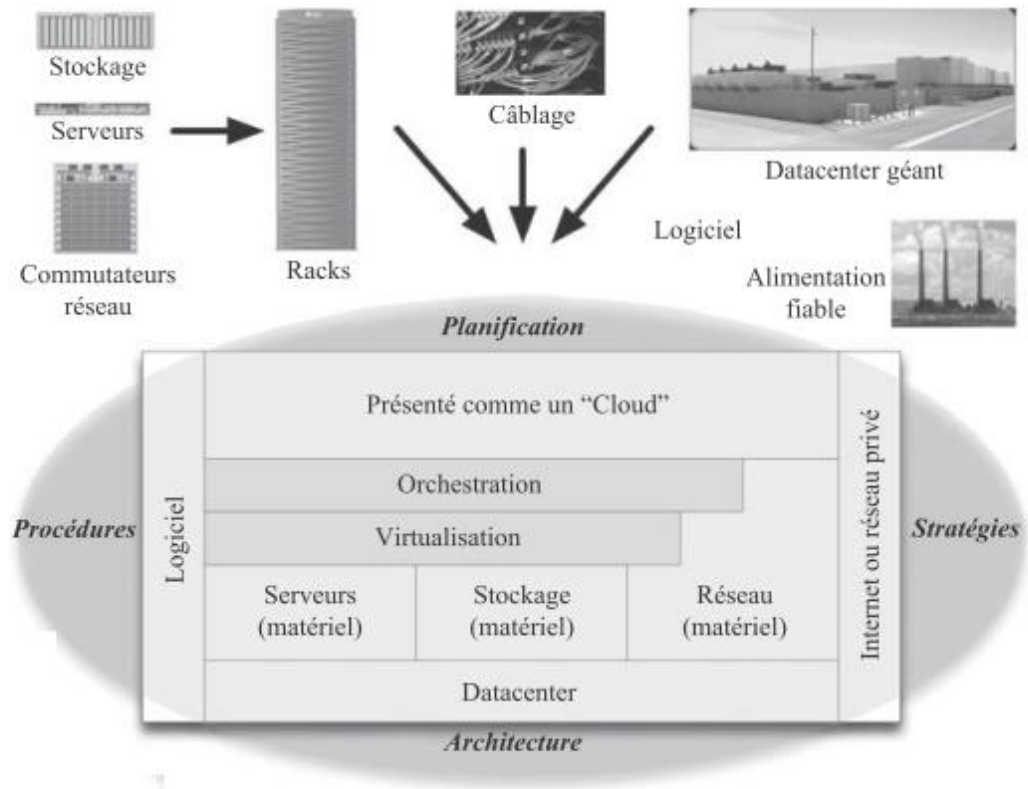 Stockage
Serveurs
Commutateurs
réseau
Racks
Câblage
Datacenter géant
Logiciel
Alimentation
fiable
Planification
Présenté comme un “Cloud”
Orchestration
Virtualisation
Procédures
Logiciel
Serveurs
(matériel)
Stockage
(matériel)
Réseau
(matériel)
Internet ou réseau privé
Stratégies
Datacenter
Architecture